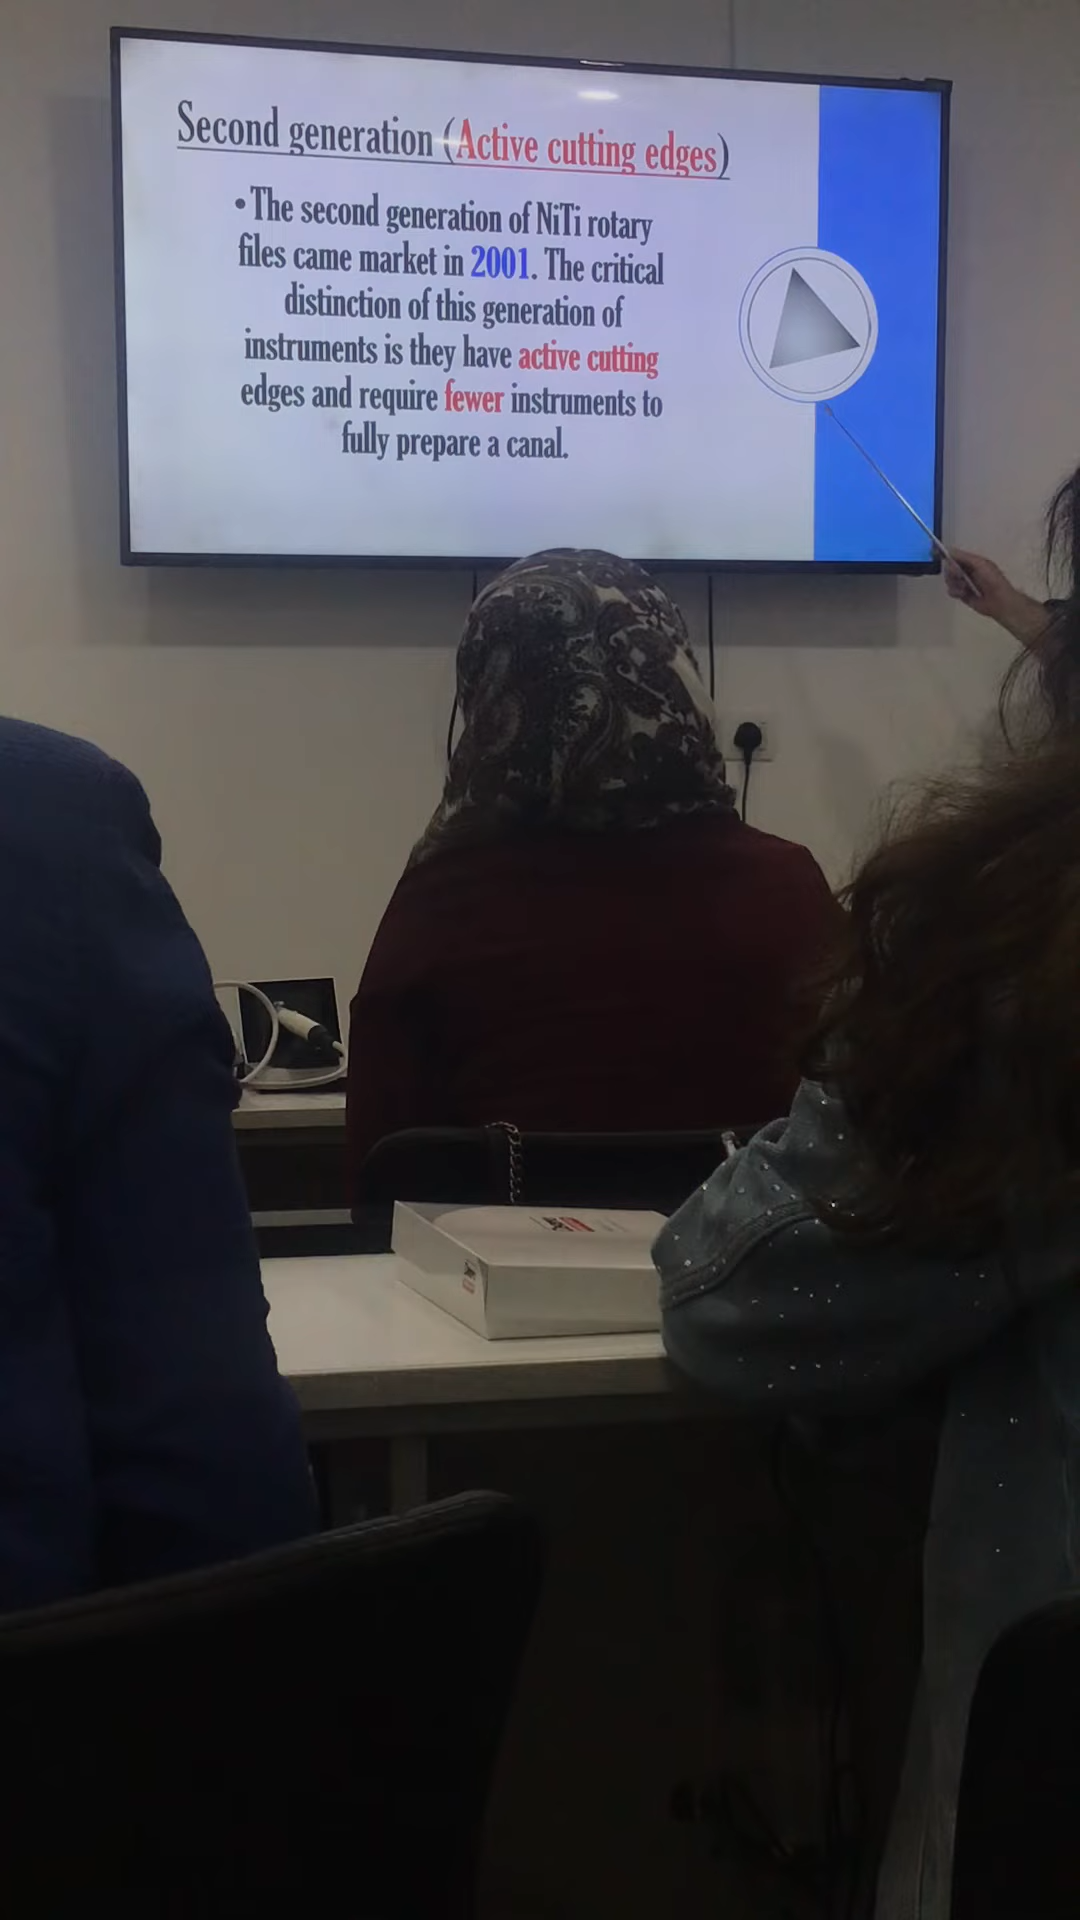 Second generation (Active cutting edges)
•The second generation of NiTi rotary
files came market in 2001. The critical
distinction of this generation of
instruments is they have active cutting
edges and require fewer instruments to
fully prepare a canal.